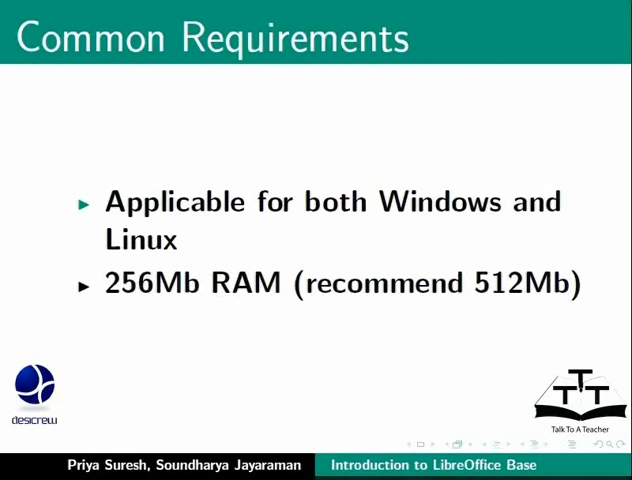 Common Requirements
Applicable for both Windows and
Linux
256Mb RAM (recommend 512Mb)
desicrew
TTT
Talk To A Teacher
Priya Suresh, Soundharya Jayaraman
Introduction to LibreOffice Base